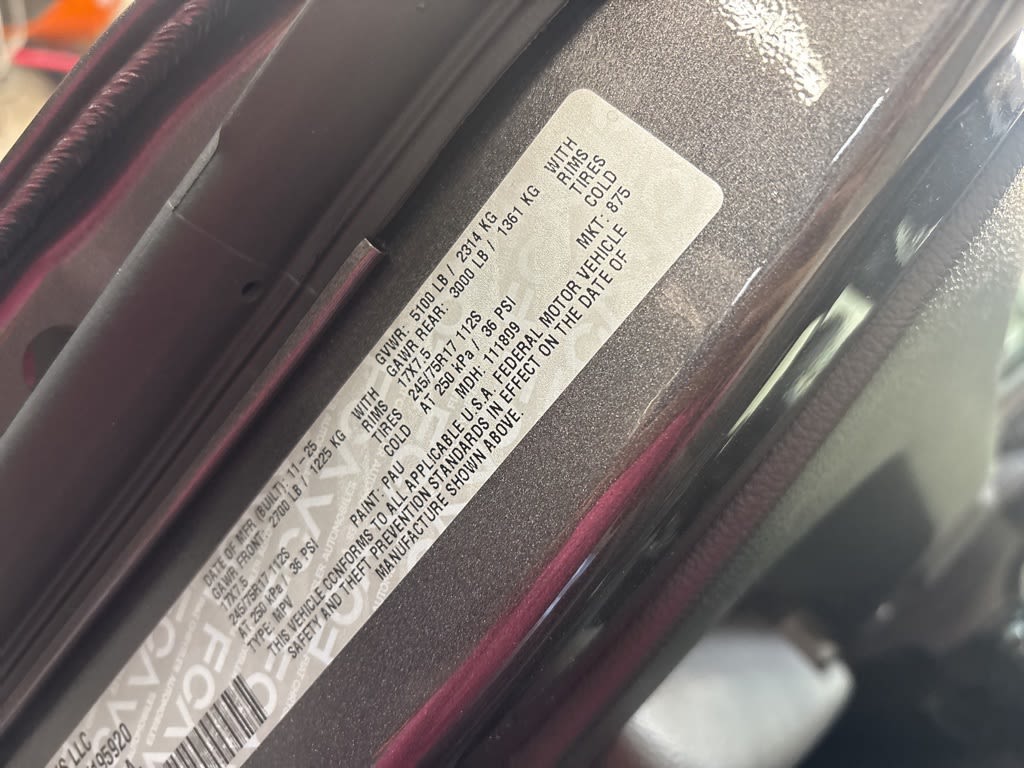 DATE OF MFR. (BUILT): 11-25 GVWR: 5100 LB / 2314 KG
GAWR FRONT: 2700 LB / 1225 KG WITH GAWR REAR: 3000 LB / 1361 KG WITH
17X7.5 RIMS 17X7.5 RIMS
245/75R17 112S TIRES 245/75R17 112S TIRES
AT 250 kPa / 36 PSI COLD AT 250 kPa / 36 PSI COLD
TYPE: MPV PAINT: PAU MDH: 111809 MKT: 875
THIS VEHICLE CONFORMS TO ALL APPLICABLE U.S.A. FEDERAL MOTOR VEHICLE
SAFETY AND THEFT PREVENTION STANDARDS IN EFFECT ON THE DATE OF
MANUFACTURE SHOWN ABOVE.
LLC
195920
FCA